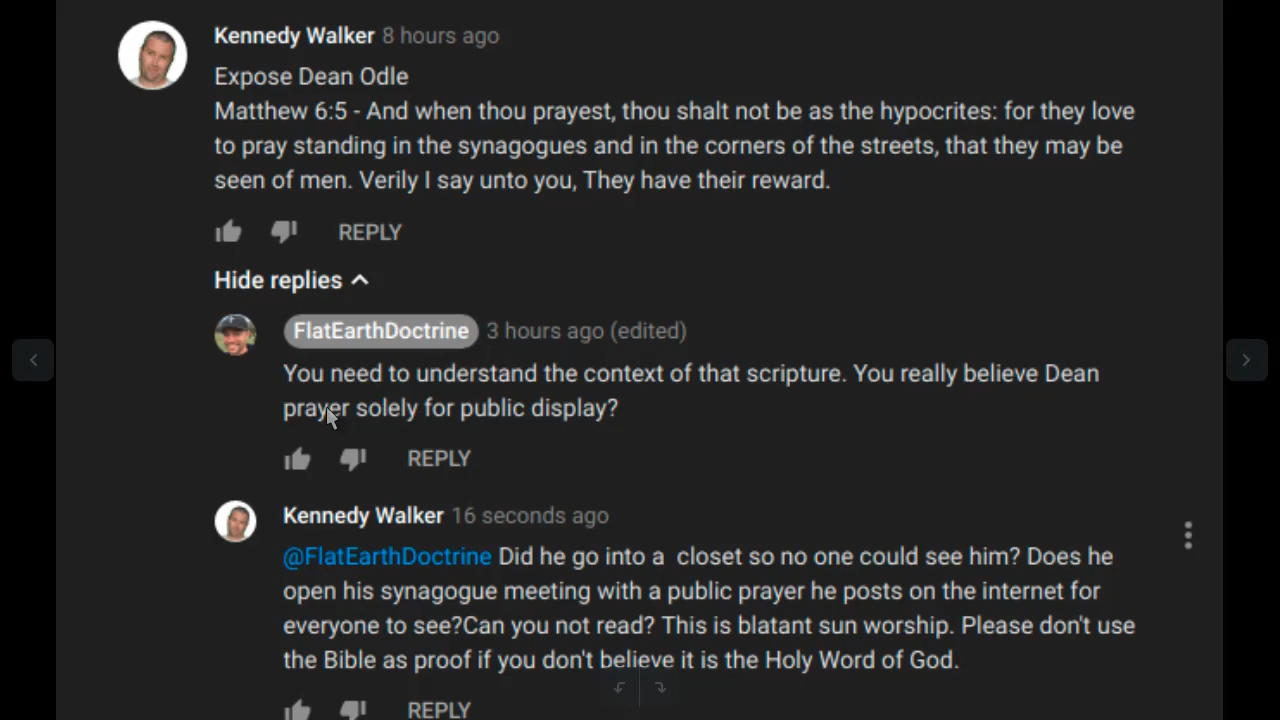 Kennedy Walker 8 hours ago
Expose Dean Odle
Matthew 6:5 - And when thou prayest, thou shalt not be as the hypocrites: for they love
to pray standing in the synagogues and in the corners of the streets, that they may be
seen of men. Verily I say unto you, They have their reward.
REPLY
Hide replies
FlatEarthDoctrine 3 hours ago (edited)
You need to understand the context of that scripture. You really believe Dean
prayer solely for public display?
REPLY
Kennedy Walker 16 seconds ago
@FlatEarthDoctrine Did he go into a  closet so no one could see him? Does he
open his synagogue meeting with a public prayer he posts on the internet for
everyone to see?Can you not read? This is blatant sun worship. Please don't use
the Bible as proof if you don't believe it is the Holy Word of God.
REPLY